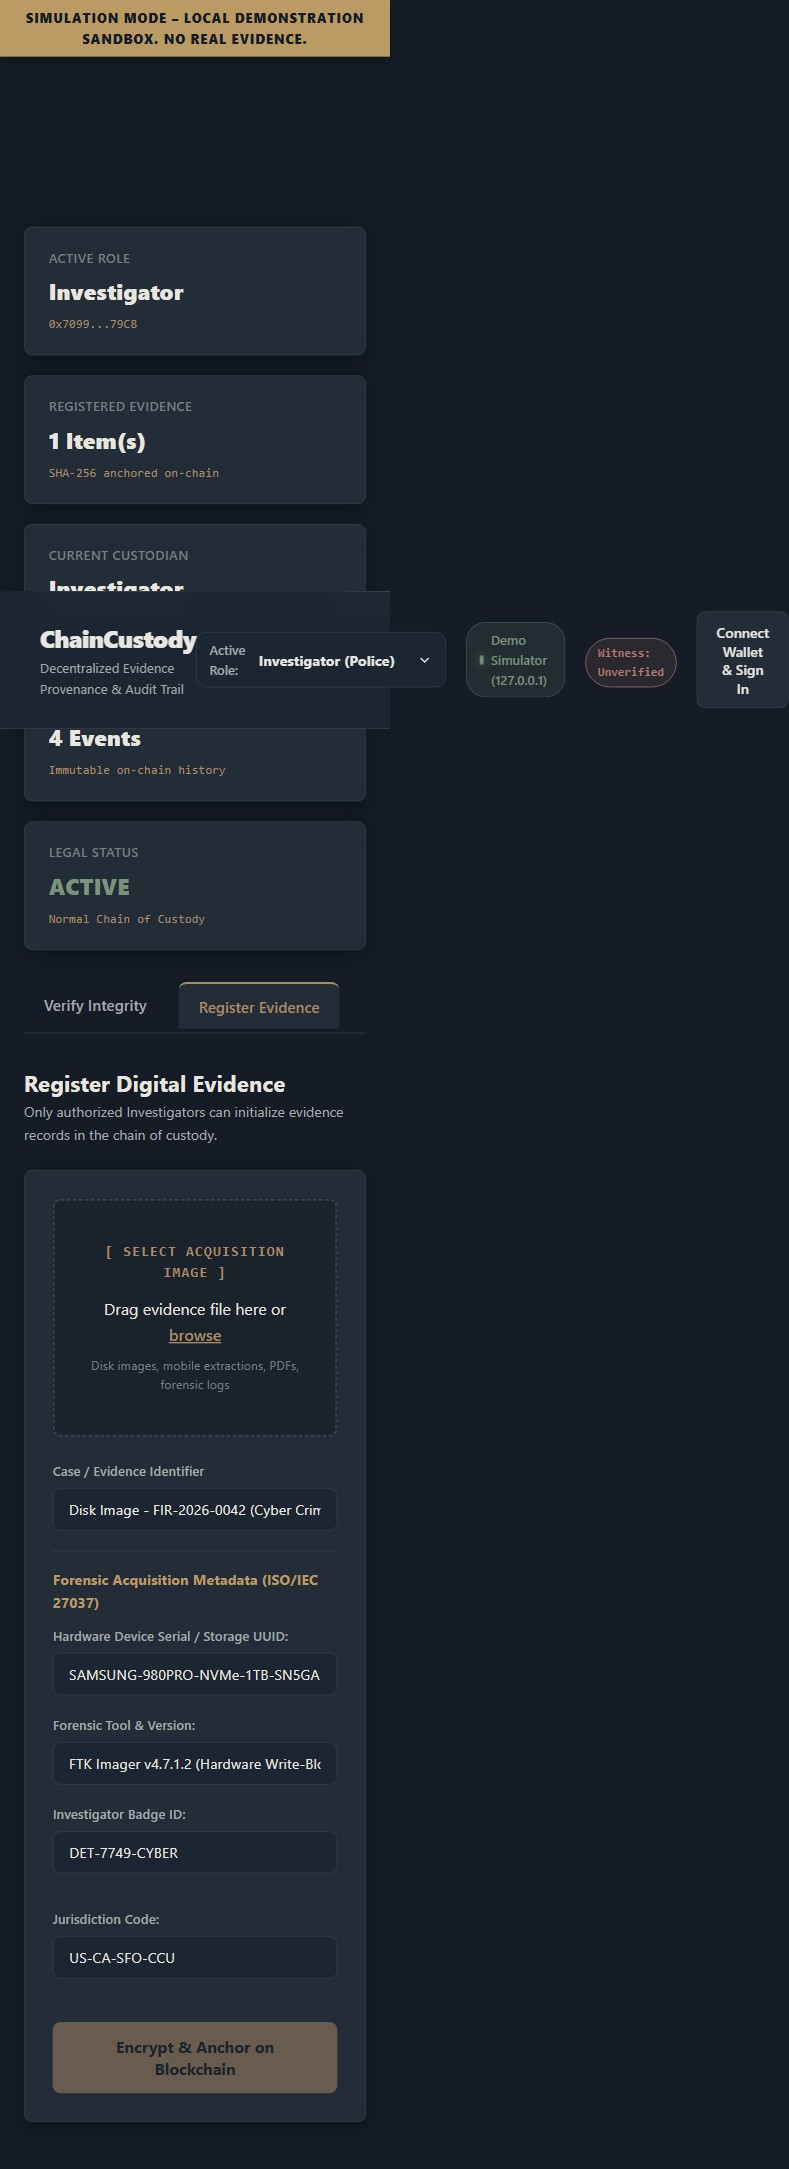 SIMULATION MODE – LOCAL DEMONSTRATION
SANDBOX. NO REAL EVIDENCE.
ACTIVE ROLE
Investigator
0x7099...79C8
REGISTERED EVIDENCE
1 Item(s)
SHA-256 anchored on-chain
CURRENT CUSTODIAN
Investigator
ChainCustody
Decentralized Evidence
Provenance & Audit Trail
Active
Role:
Investigator (Police)
Demo
Simulator
(127.0.0.1)
Witness:
Unverified
Connect
Wallet
& Sign
In
4 Events
Immutable on-chain history
LEGAL STATUS
ACTIVE
Normal Chain of Custody
Verify Integrity
Register Evidence
Register Digital Evidence
Only authorized Investigators can initialize evidence
records in the chain of custody.
[ SELECT ACQUISITION
IMAGE ]
Drag evidence file here or
browse
Disk images, mobile extractions, PDFs,
forensic logs
Case / Evidence Identifier
Disk Image - FIR-2026-0042 (Cyber Crim
Forensic Acquisition Metadata (ISO/IEC
27037)
Hardware Device Serial / Storage UUID:
SAMSUNG-980PRO-NVMe-1TB-SN5GA
Forensic Tool & Version:
FTK Imager v4.7.1.2 (Hardware Write-Blo
Investigator Badge ID:
DET-7749-CYBER
Jurisdiction Code:
US-CA-SFO-CCU
Encrypt & Anchor on
Blockchain